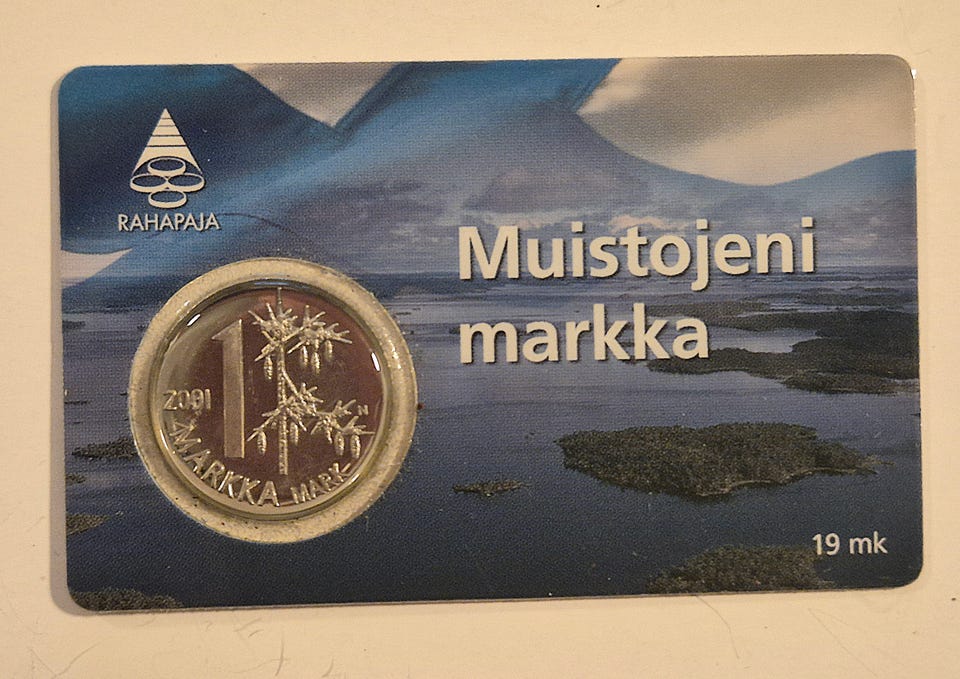 RAHAPAJA
Muistojeni
markka
1
2001
MARKKA MARK
19 mk